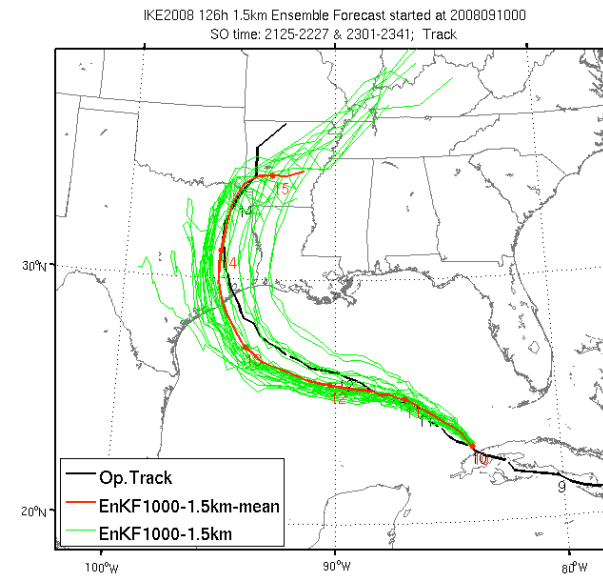 IKE2008 126h 1.5km Ensemble Forecast started at 2008091000
SO time: 2125-2227 & 2301-2341; Track
15
14
30°N
12
11
10
9
Op.Track
EnKF1000-1.5km-mean
EnKF1000-1.5km
20°N
100°W
90°W
80°W